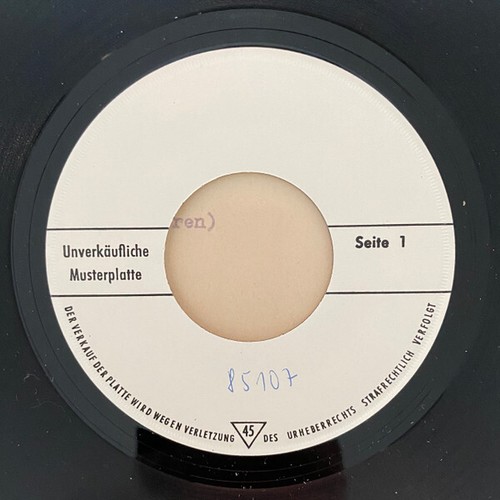 ren)
Unverkäufliche
Musterplatte
Seite 1
85107
DER VERKAUF DER PLATTE WIRD WEGEN VERLETZUNG 45 DES URHEBERRECHTS STRAFRECHTLICH VERFOLGT